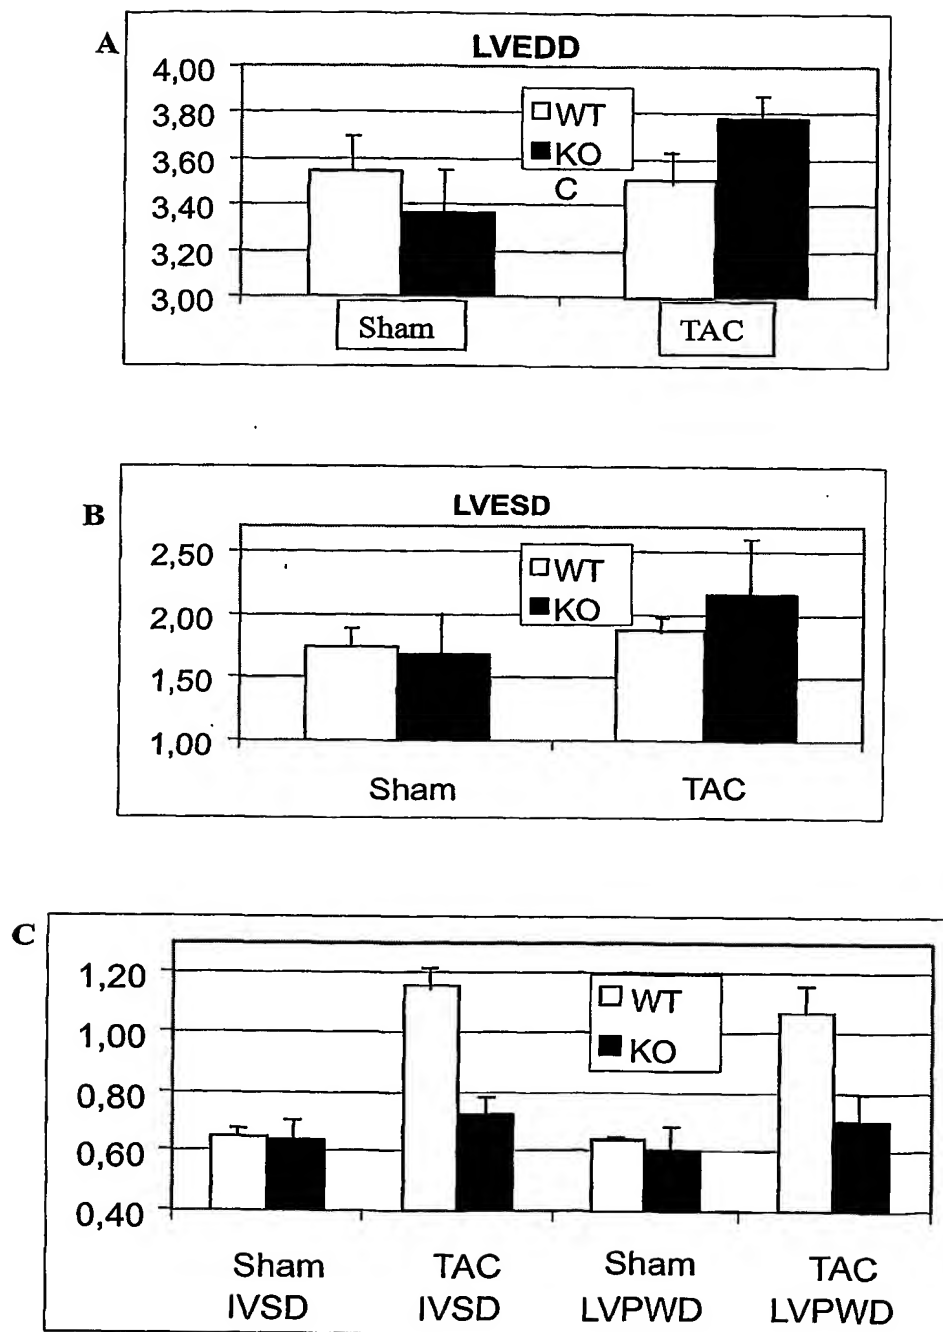 A
LVEDD
4,00
3,80
3,60
3,40
3,20
3,00
WT
KO
C
Sham
TAC
B
LVESD
2,50
2,00
1,50
1,00
WT
KO
Sham
TAC
C
1,20
1,00
0,80
0,60
0,40
WT
KO
Sham IVSD
TAC IVSD
Sham LVPWD
TAC LVPWD